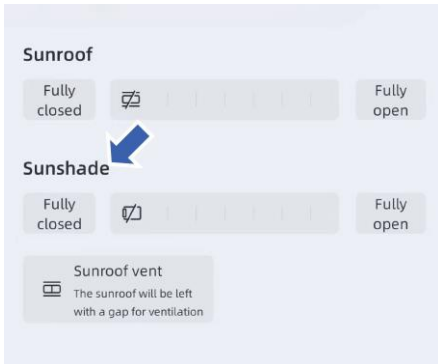 Sunroof
Fully
closed
Fully
open
Sunshade
Fully
closed
Fully
open
Sunroof vent
The sunroof will be left
with a gap for ventilation